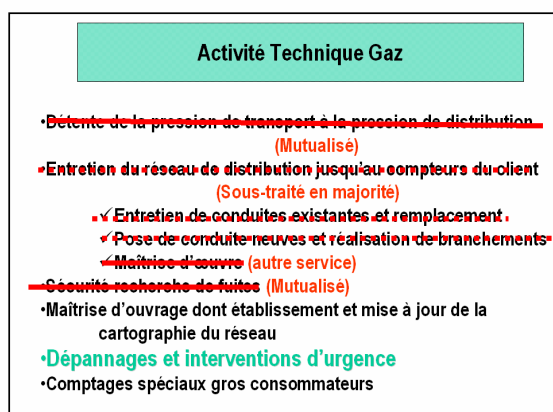 Activité Technique Gaz
•Détente de la pression de transport à la pression de distribution
(Mutualisé)
•Entretien du réseau de distribution jusqu'au compteurs du client
(Sous-traité en majorité)
✓Entretien de conduites existantes et remplacement
✓Pose de conduite neuves et réalisation de branchements
✓Maîtrise d'œuvre (autre service)
•Sécurité recherche de fuites (Mutualisé)
•Maîtrise d'ouvrage dont établissement et mise à jour de la
cartographie du réseau
•Dépannages et interventions d'urgence
•Comptages spéciaux gros consommateurs